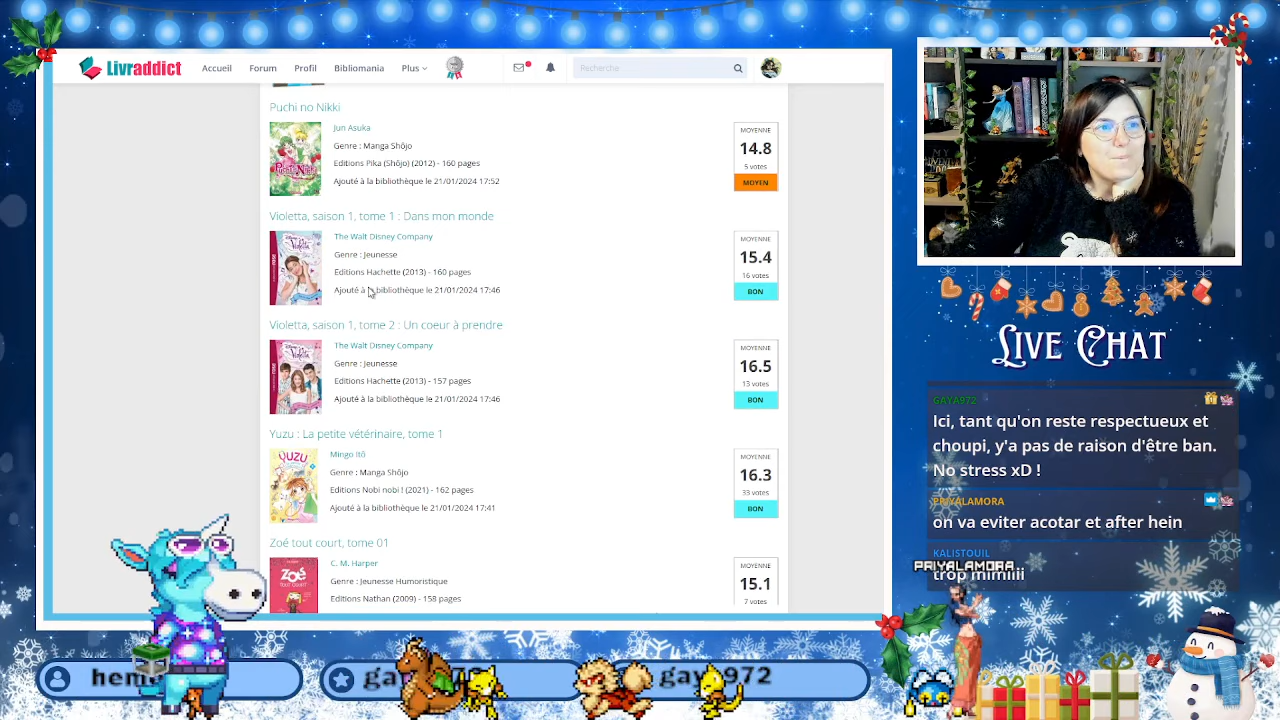 Livraddict
Accueil
Forum
Profil
Bibliomania
Plus
Recherche
Puchi no Nikki
Jun Asuka
Genre : Manga Shôjo
Editions Pika (Shôjo) (2012) - 160 pages
Ajouté à la bibliothèque le 21/01/2024 17:52
MOYENNE
14.8
5 votes
MOYEN
Violetta, saison 1, tome 1 : Dans mon monde
The Walt Disney Company
Genre : Jeunesse
Editions Hachette (2013) - 160 pages
Ajouté à la bibliothèque le 21/01/2024 17:46
MOYENNE
15.4
16 votes
BON
Violetta, saison 1, tome 2 : Un coeur à prendre
The Walt Disney Company
Genre : Jeunesse
Editions Hachette (2013) - 157 pages
Ajouté à la bibliothèque le 21/01/2024 17:46
MOYENNE
16.5
13 votes
BON
Yuzu : La petite vétérinaire, tome 1
Mingo Itô
Genre : Manga Shôjo
Editions Nobi nobi ! (2021) - 162 pages
Ajouté à la bibliothèque le 21/01/2024 17:41
MOYENNE
16.3
33 votes
BON
Zoé tout court, tome 01
C. M. Harper
Genre : Jeunesse Humoristique
Editions Nathan (2009) - 158 pages
MOYENNE
15.1
7 votes
YUZU
ZOÉ
LIVE CHAT
GAYA972
Ici, tant qu'on reste respectueux et
choupi, y'a pas de raison d'être ban.
No stress xD !
PRIYALAMORA
on va eviter acotar et after hein
KALISTOUIL
trop mimiiii
PRIYALAMORA